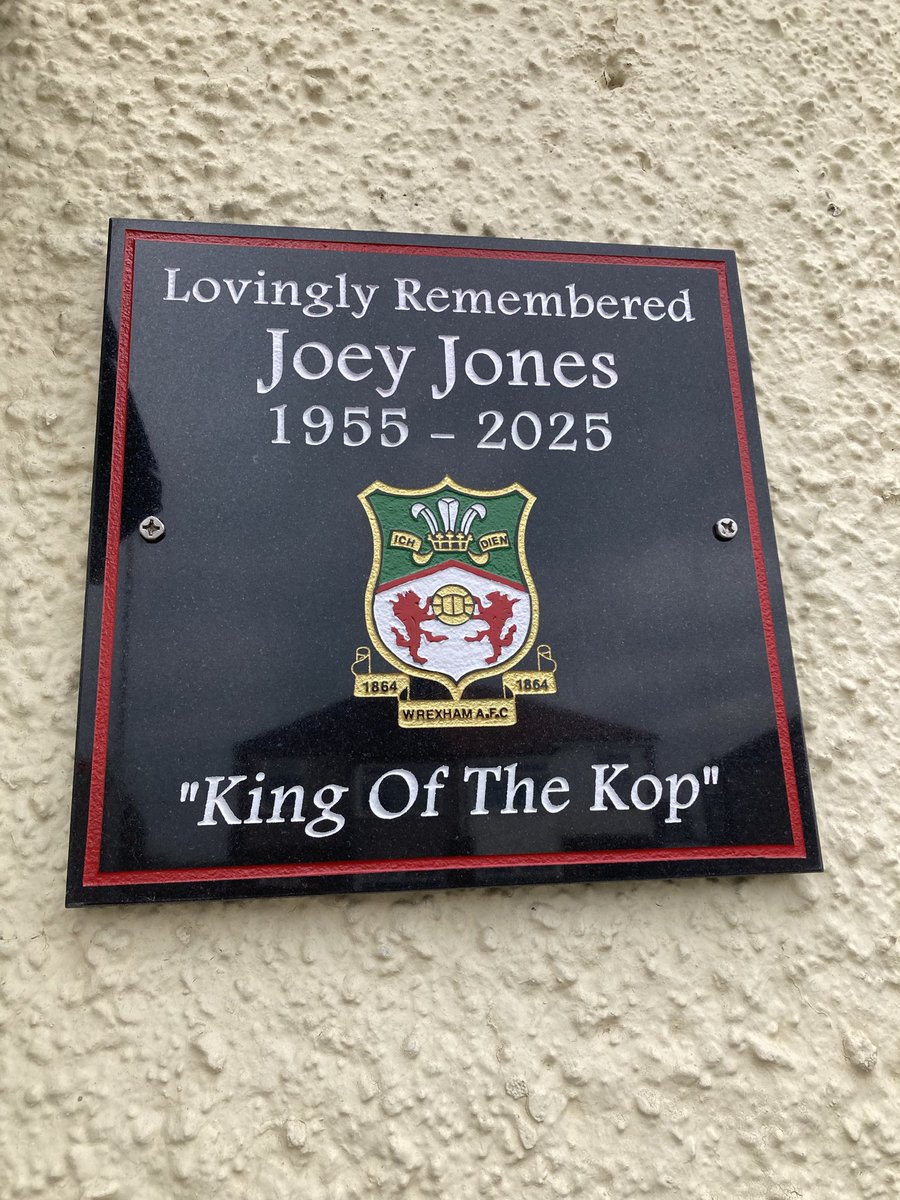 Lovingly Remembered
Joey Jones
1955 – 2025
ICH DIEN
1864 1864
WREXHAM A.F.C
"King Of The Kop"